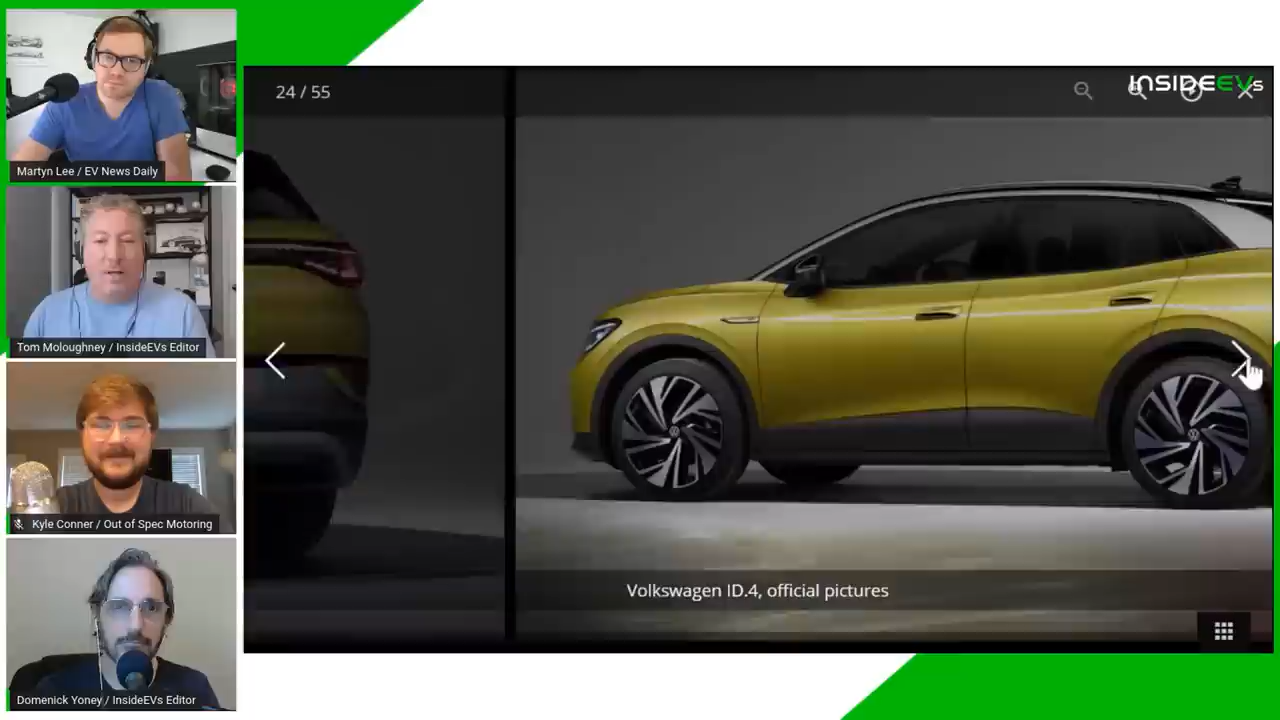 Martyn Lee / EV News Daily
Tom Moloughney / InsideEVs Editor
Kyle Conner / Out of Spec Motoring
Domenick Yoney / InsideEVs Editor
24 / 55
INSIDEEVs
Volkswagen ID.4, official pictures